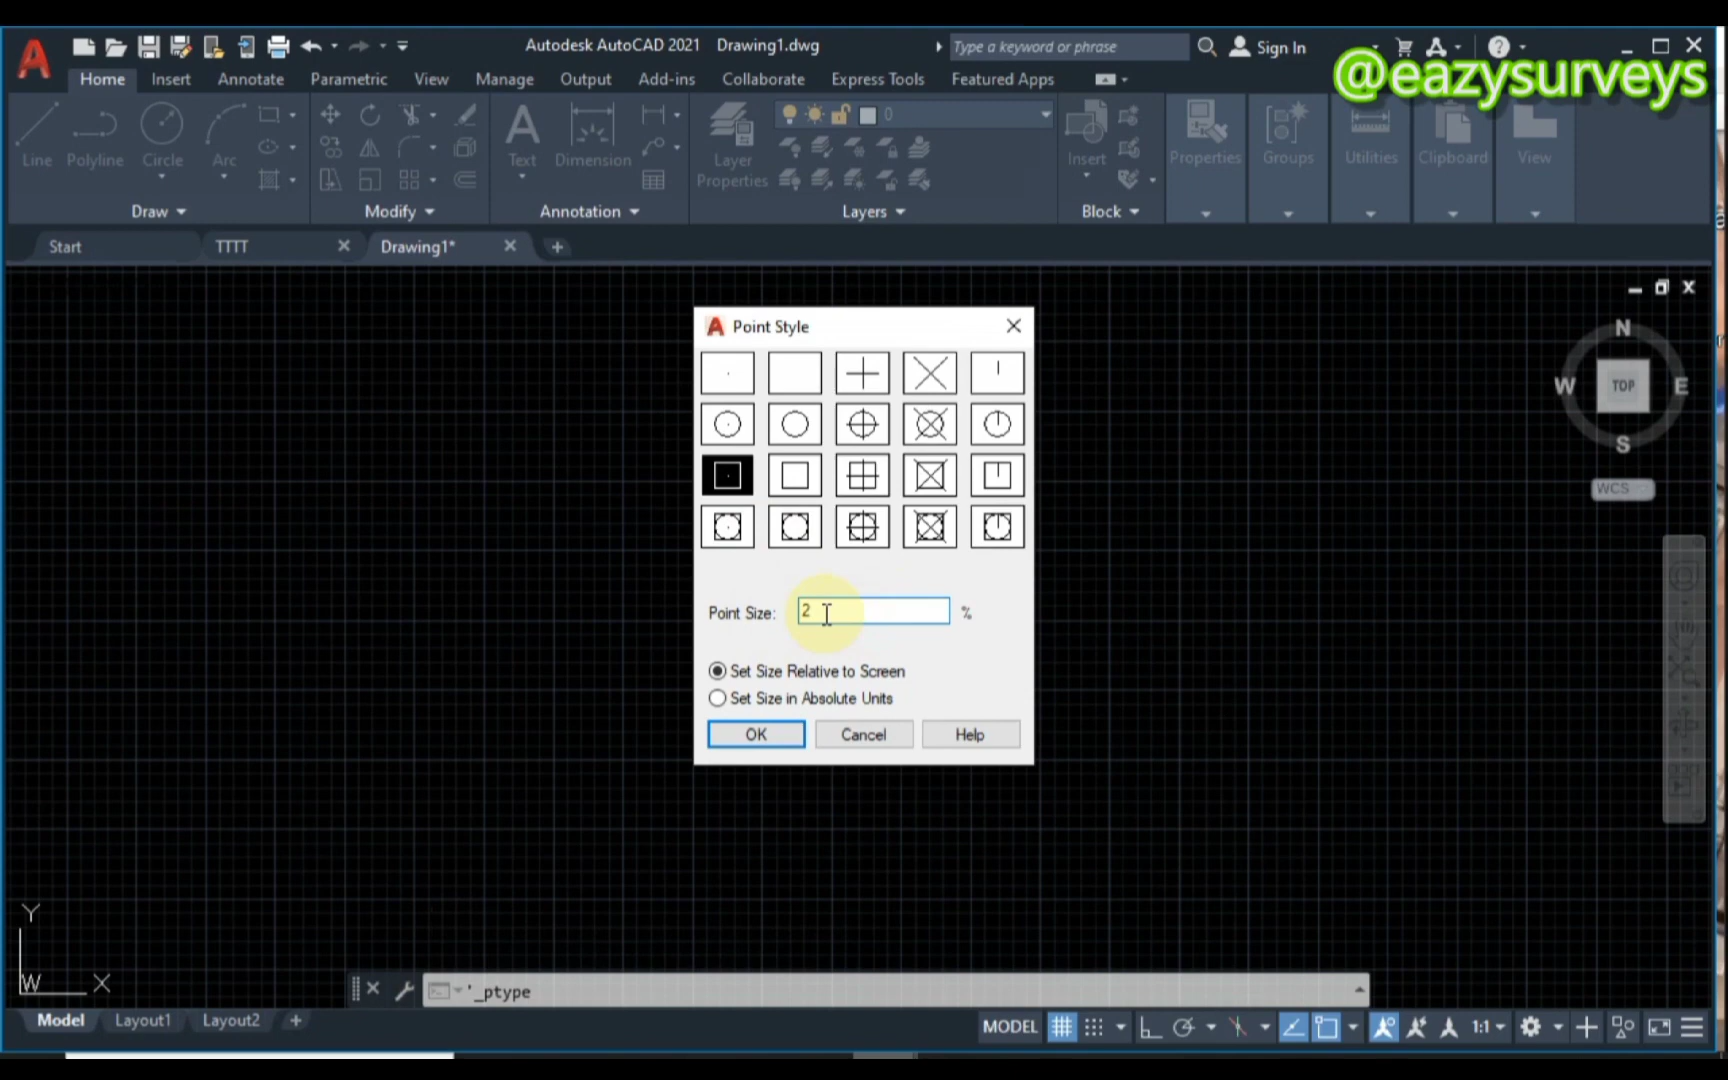 Autodesk AutoCAD 2021 Drawing1.dwg
Type a keyword or phrase
Sign In
@eazysurveys
Home Insert Annotate Parametric View Manage Output Add-ins Collaborate Express Tools Featured Apps
0
Line Polyline Circle Arc
Text Dimension
Layer Properties
Insert
Properties Groups Utilities Clipboard View
Draw Modify Annotation Layers Block
Start TTTT Drawing1*
Point Style
Point Size: 2 %
Set Size Relative to Screen
Set Size in Absolute Units
OK Cancel Help
N
W TOP E
S
WCS
Y
W X
'_ptype
Model Layout1 Layout2
MODEL 1:1